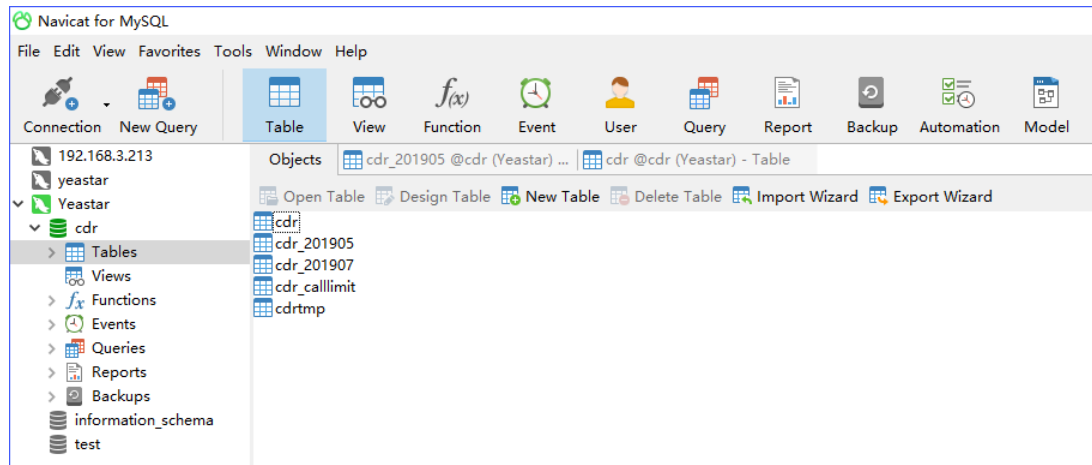 Navicat for MySQL
File Edit View Favorites Tools Window Help
f(x)
Connection New Query Table View Function Event User Query Report Backup Automation Model
192.168.3.213
yeastar
Yeastar
cdr
Tables
Views
fx Functions
Events
Queries
Reports
Backups
information_schema
test
Objects cdr_201905 @cdr (Yeastar) ... cdr @cdr (Yeastar) - Table
Open Table Design Table New Table Delete Table Import Wizard Export Wizard
cdr
cdr_201905
cdr_201907
cdr_calllimit
cdrtmp